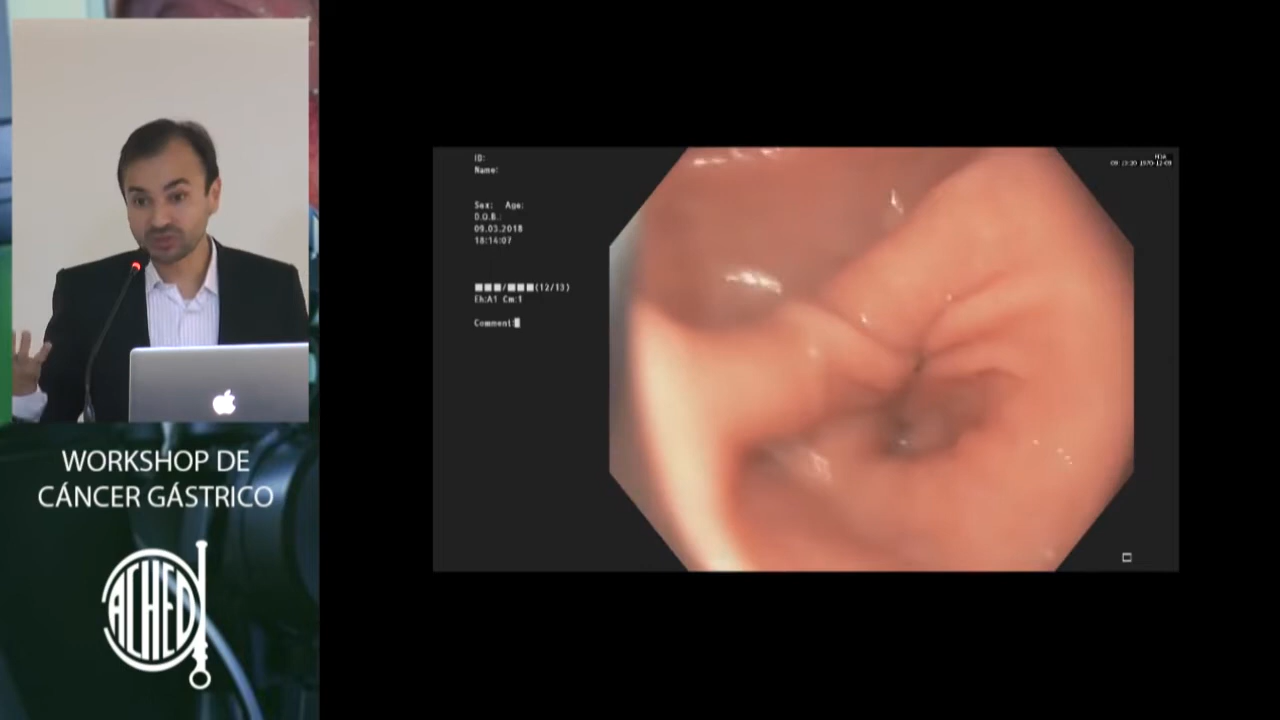 WORKSHOP DE
CÁNCER GÁSTRICO
ACHED
ID:
Name:
Sex: Age:
D.O.B.:
09.03.2018
18:14:07
(12/13)
Eh:A1 Cm:1
Comment: